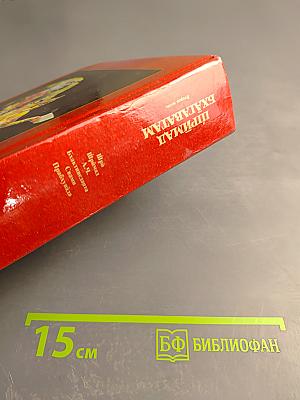 ШРИМАД
БХАГАВАТАМ
Шри
Шримад
А.Ч.
Бхактиведанта
Свами
Прабхупада
15 см
БФ БИБЛИОФАН